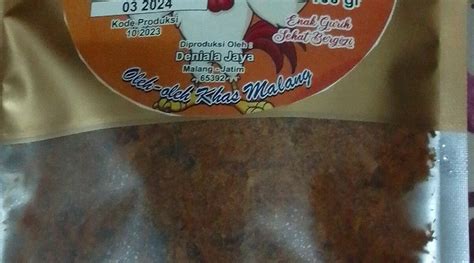 03 2024
Kode Produksi
10 2023
gr
Enak Gurih
Sehat Bergizi
Diproduksi Oleh :
Deniala Jaya
Malang - Jatim
65392
Oleh-oleh Khas Malang